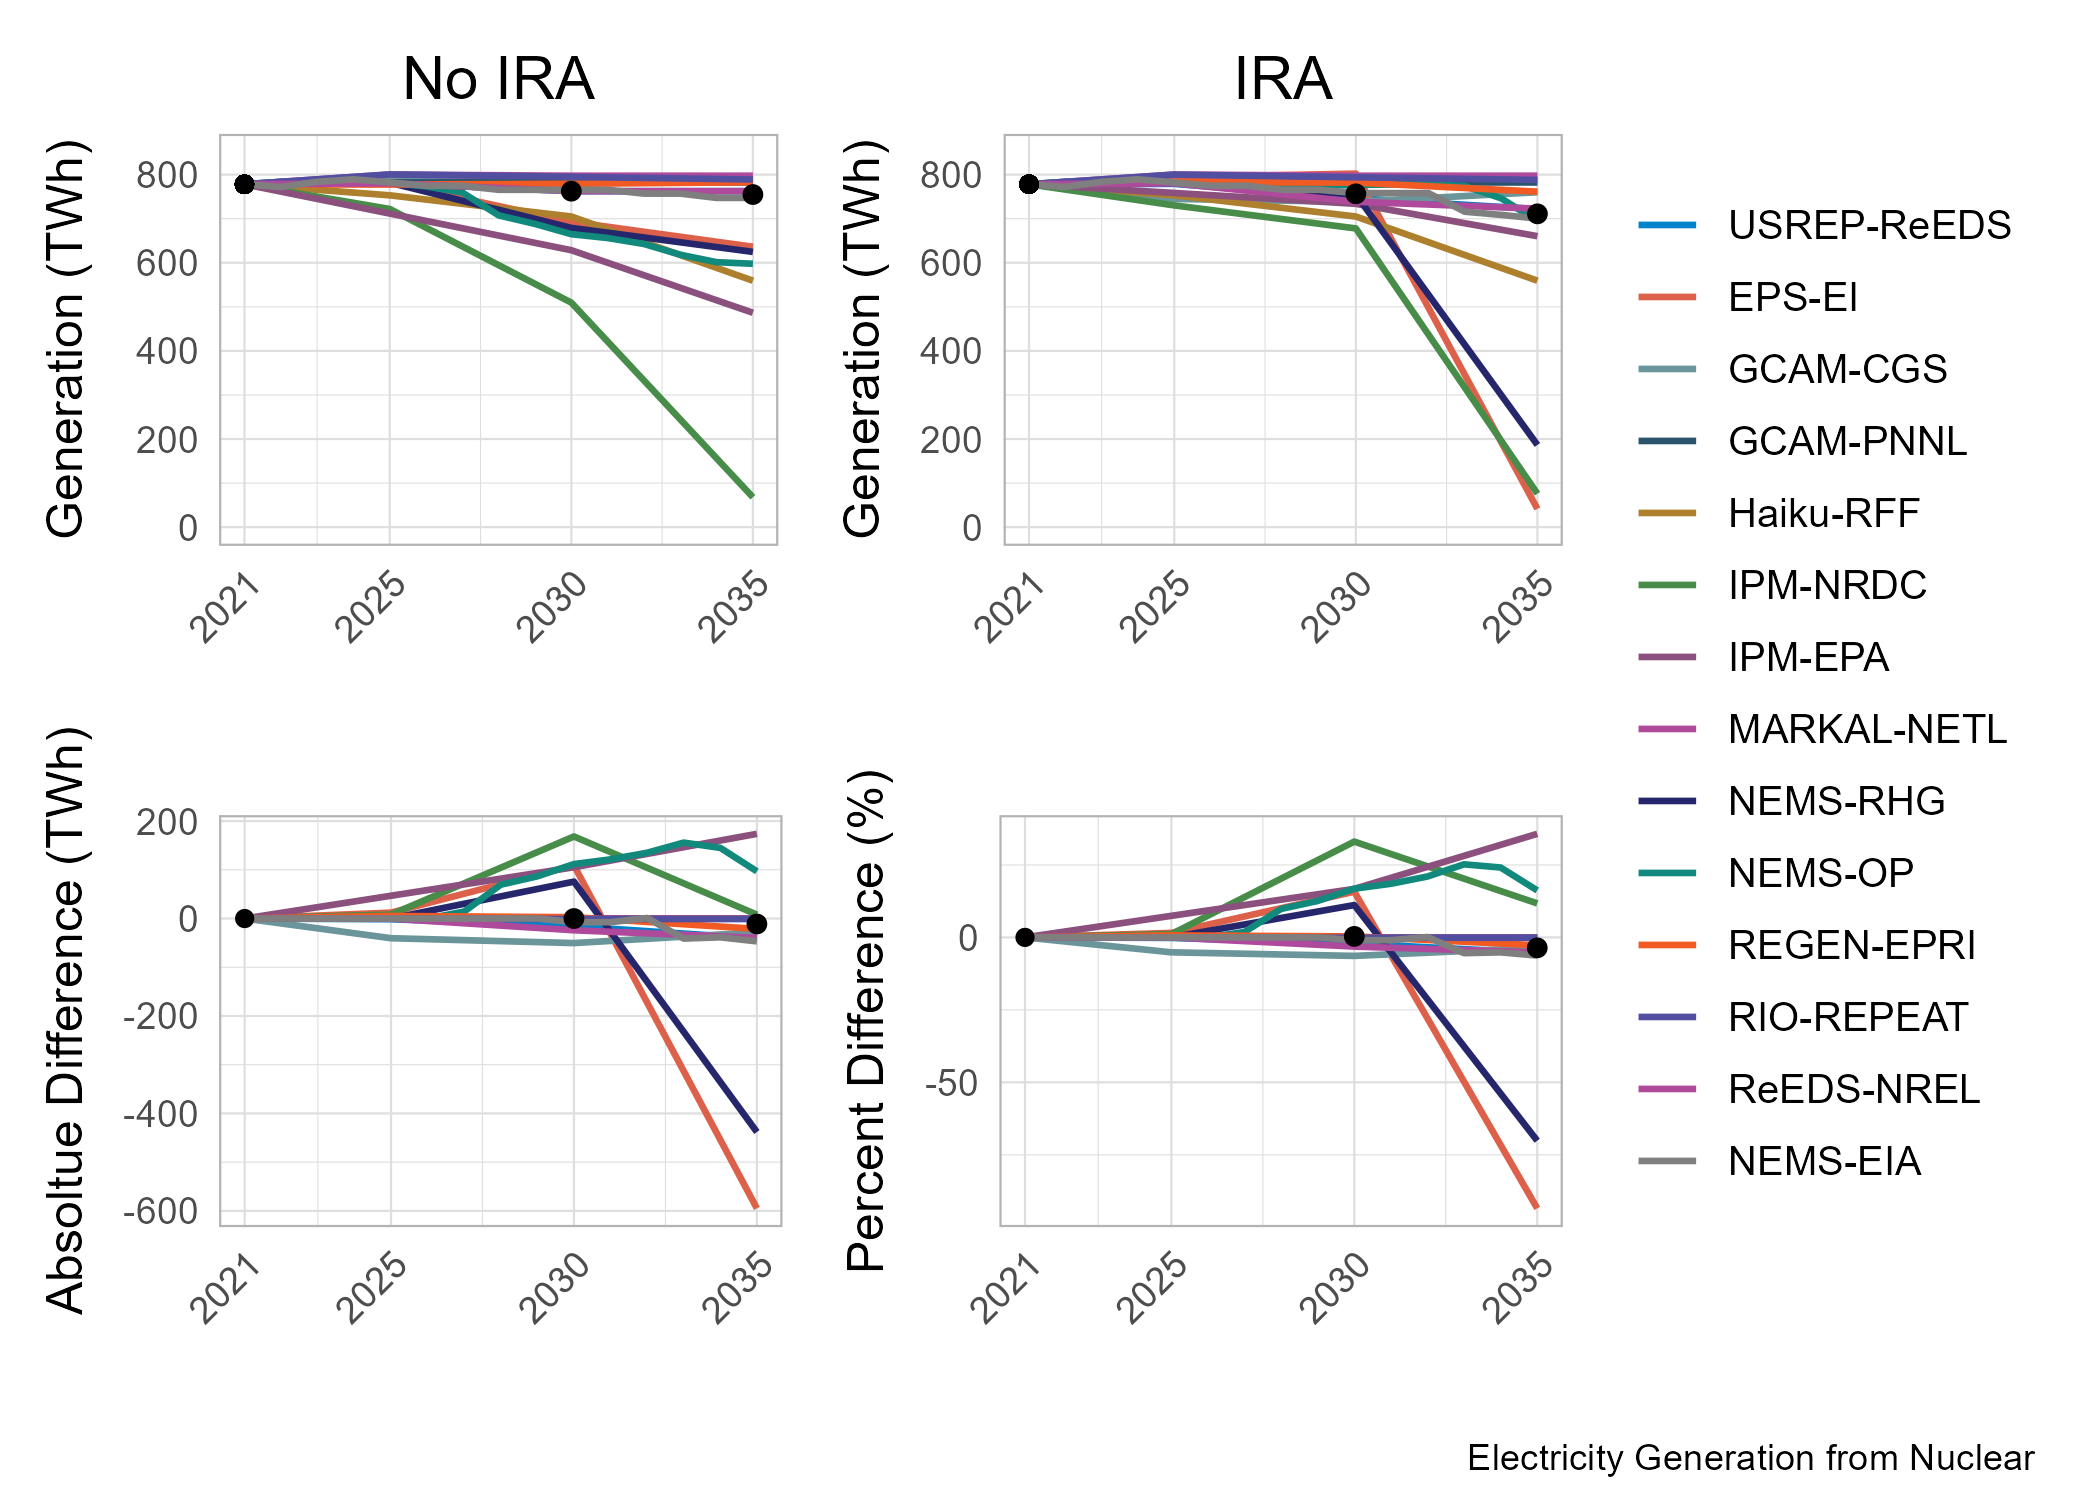 No IRA
IRA
Generation (TWh)
800
600
400
200
0
2021
2025
2030
2035
Generation (TWh)
800
600
400
200
0
2021
2025
2030
2035
Absoltue Difference (TWh)
200
0
-200
-400
-600
2021
2025
2030
2035
Percent Difference (%)
0
-50
2021
2025
2030
2035
USREP-ReEDS
EPS-EI
GCAM-CGS
GCAM-PNNL
Haiku-RFF
IPM-NRDC
IPM-EPA
MARKAL-NETL
NEMS-RHG
NEMS-OP
REGEN-EPRI
RIO-REPEAT
ReEDS-NREL
NEMS-EIA
Electricity Generation from Nuclear